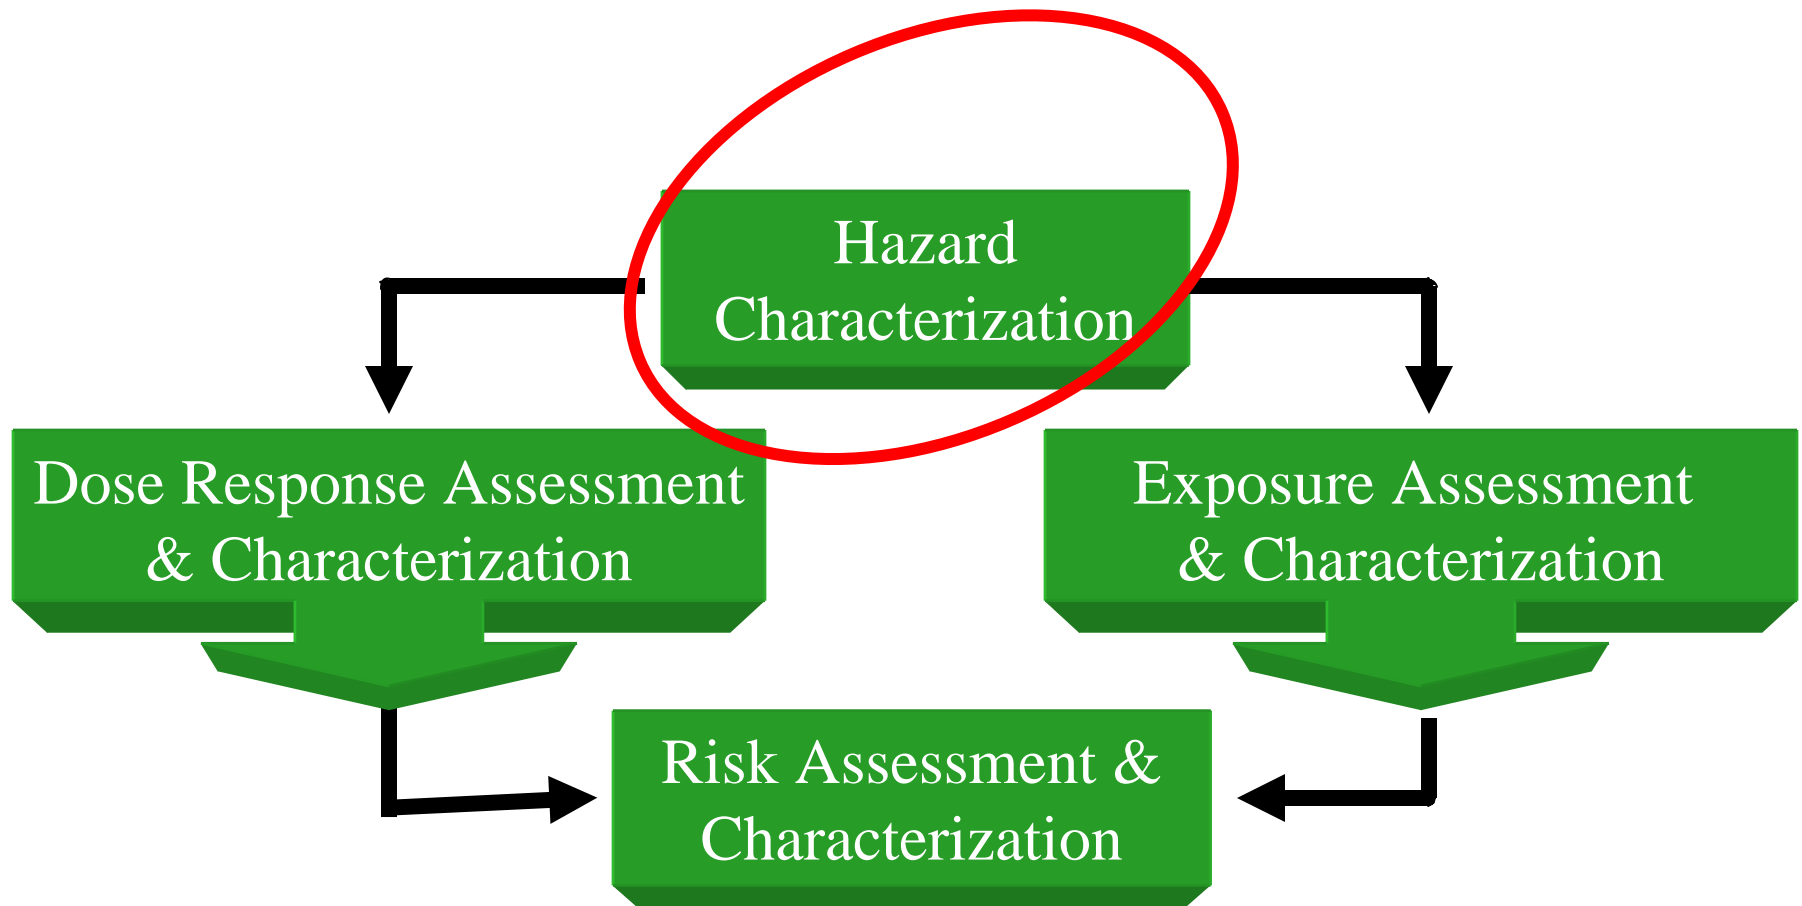 Hazard
Characterization
Dose Response Assessment
& Characterization
Exposure Assessment
& Characterization
Risk Assessment &
Characterization